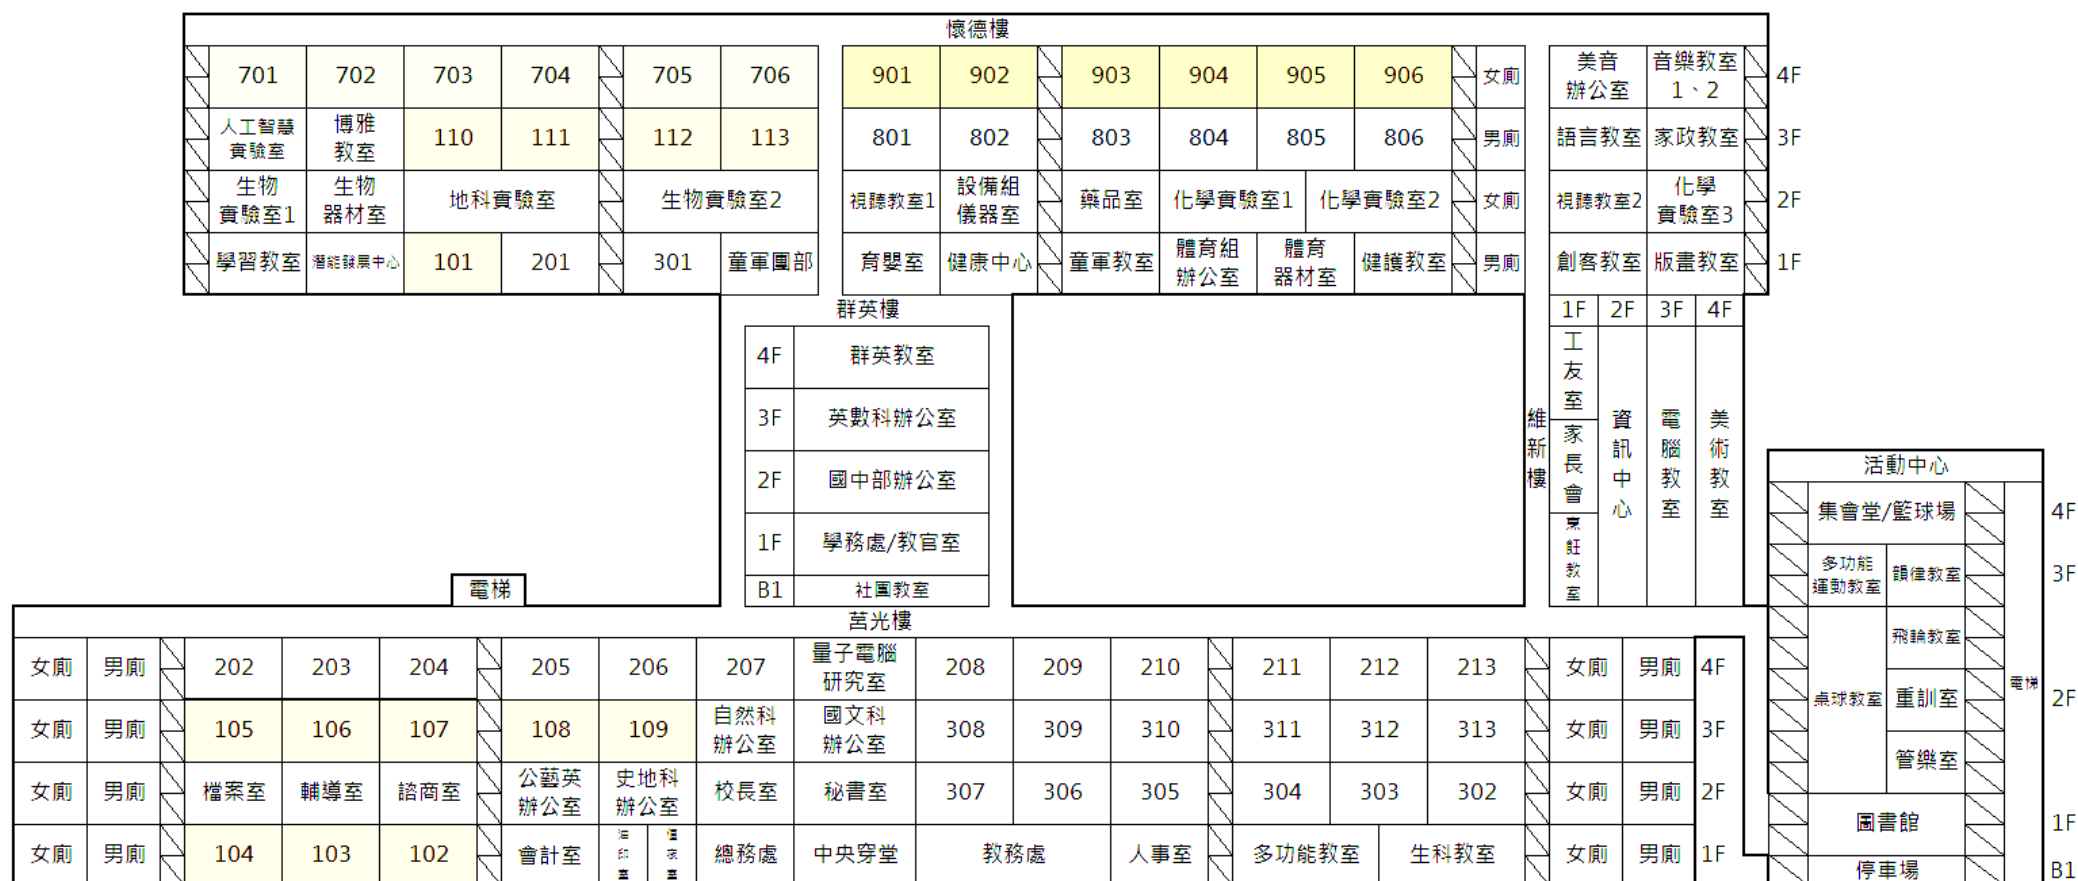 懷德樓
701 702 703 704 705 706 901 902 903 904 905 906 女廁 美音 音樂教室 4F
辦公室 1、2
人工智慧 博雅 110 111 112 113 801 802 803 804 805 806 男廁 語言教室 家政教室 3F
實驗室 教室
生物 生物 地科實驗室 生物實驗室2 視聽教室1 設備組 藥品室 化學實驗室1 化學實驗室2 女廁 視聽教室2 化學 2F
實驗室1 器材室 儀器室 實驗室3
學習教室 潛能發展中心 101 201 301 童軍團部 育嬰室 健康中心 童軍教室 體育組 體育 健護教室 男廁 創客教室 版畫教室 1F
辦公室 器材室
群英樓
4F 群英教室
3F 英數科辦公室
2F 國中部辦公室
1F 學務處/教官室
B1 社團教室
維新樓
1F 2F 3F 4F
工友室
家長會
烹飪教室
資訊中心
電腦教室
美術教室
活動中心
集會堂/籃球場 4F
多功能 韻律教室 3F
運動教室
飛輪教室
桌球教室 重訓室 2F
管樂室
圖書館 1F
停車場 B1
電梯
電梯
莒光樓
女廁 男廁 202 203 204 205 206 207 量子電腦 208 209 210 211 212 213 女廁 男廁 4F
研究室
女廁 男廁 105 106 107 108 109 自然科 國文科 308 309 310 311 312 313 女廁 男廁 3F
辦公室 辦公室
女廁 男廁 檔案室 輔導室 諮商室 公藝英 史地科 校長室 秘書室 307 306 305 304 303 302 女廁 男廁 2F
辦公室 辦公室
女廁 男廁 104 103 102 會計室 油印室 總務處 中央穿堂 教務處 人事室 多功能教室 生科教室 女廁 男廁 1F